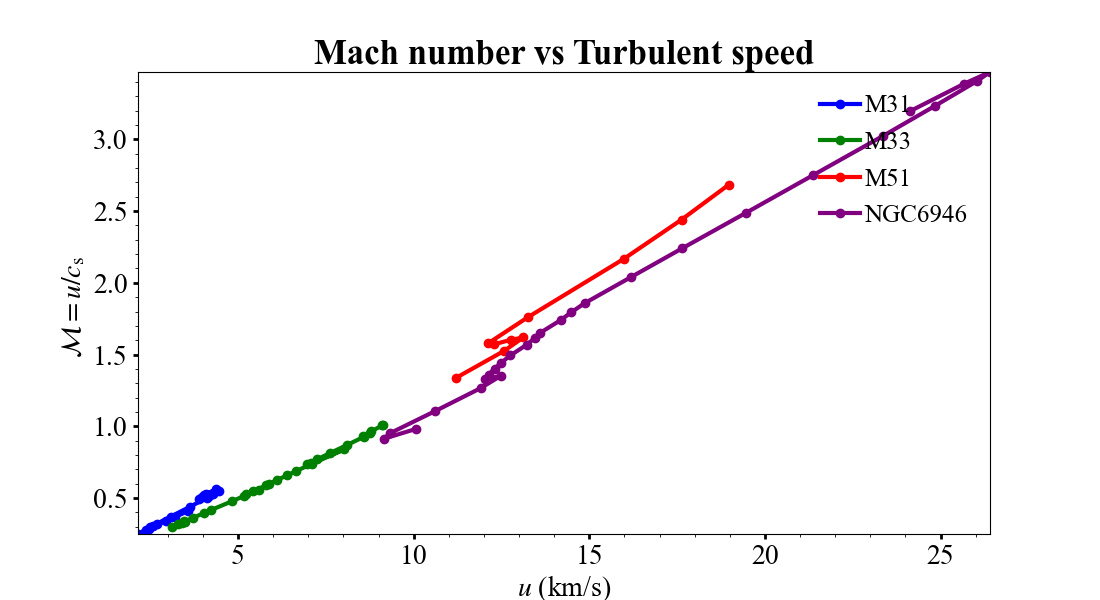 Mach number vs Turbulent speed
M31
M33
M51
NGC6946
3.0
2.5
2.0
1.5
1.0
0.5
ℳ = u/cₛ
5 10 15 20 25
u (km/s)